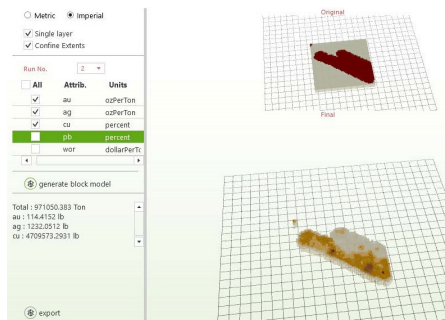 Metric Imperial
Single layer
Confine Extents
Run No. 2
All Attrib. Units
au ozPerTon
ag ozPerTon
cu percent
pb percent
wor dollarPerTc
generate block model
Total : 971050.383 Ton
au : 114.4152 lb
ag : 1232.0512 lb
cu : 4709573.2931 lb
export
Original
Final